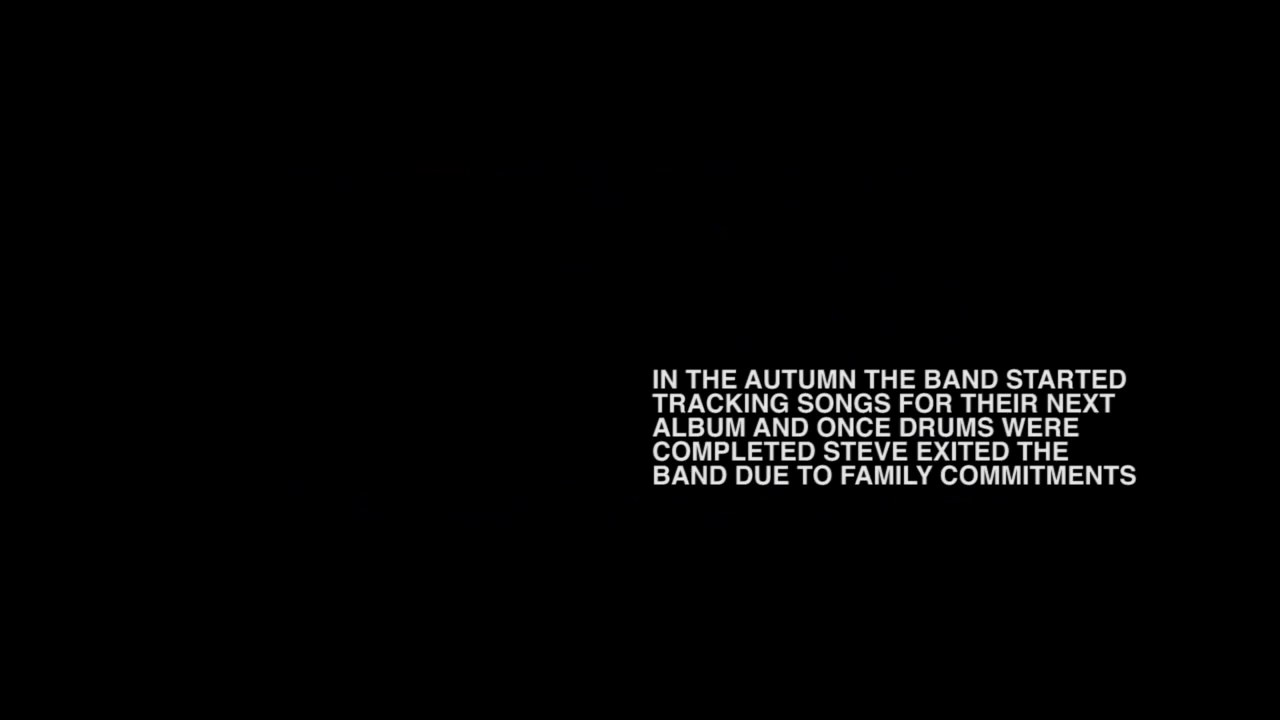 IN THE AUTUMN THE BAND STARTED
TRACKING SONGS FOR THEIR NEXT
ALBUM AND ONCE DRUMS WERE
COMPLETED STEVE EXITED THE
BAND DUE TO FAMILY COMMITMENTS